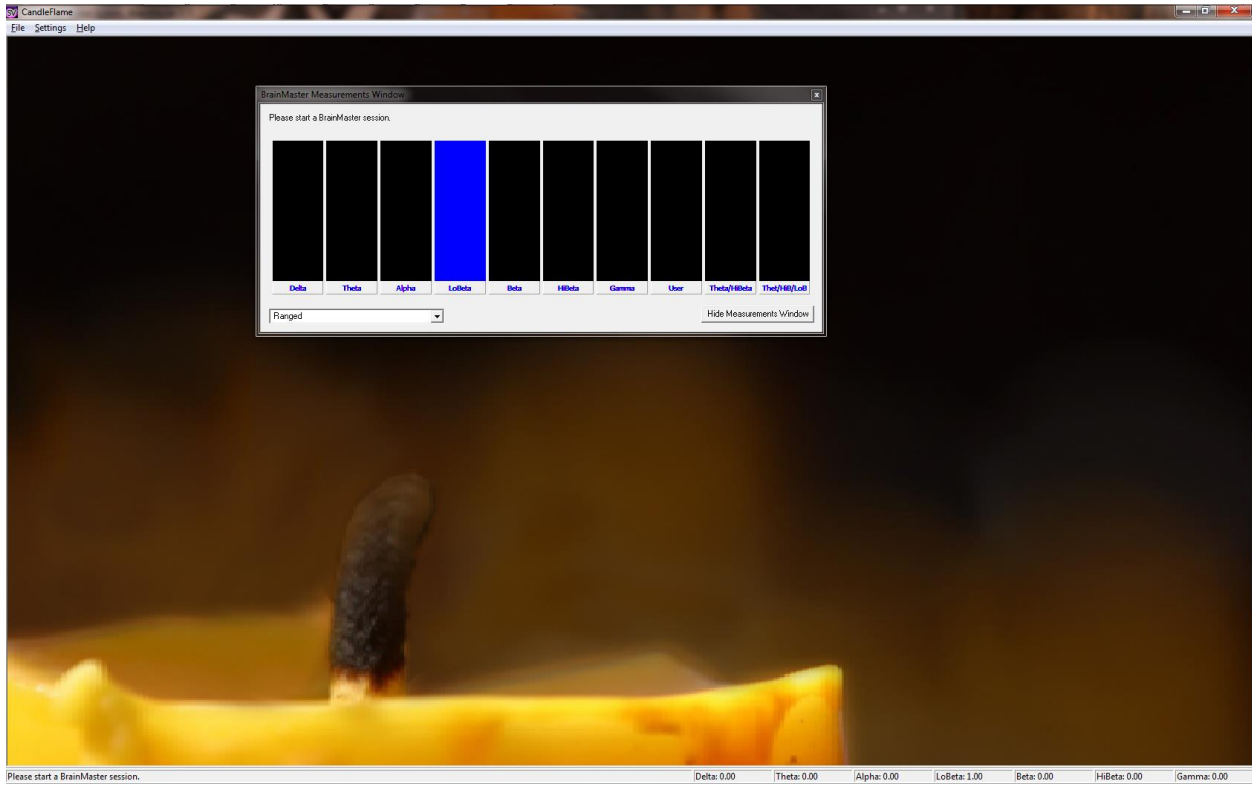 SV CandleFlame
File Settings Help
BrainMaster Measurements Window
Please start a BrainMaster session.
Delta Theta Alpha LoBeta Beta HiBeta Gamma User Theta/HiBeta Thet/HiB/LoB
Ranged
Hide Measurements Window
Please start a BrainMaster session. Delta: 0.00 Theta: 0.00 Alpha: 0.00 LoBeta: 1.00 Beta: 0.00 HiBeta: 0.00 Gamma: 0.00